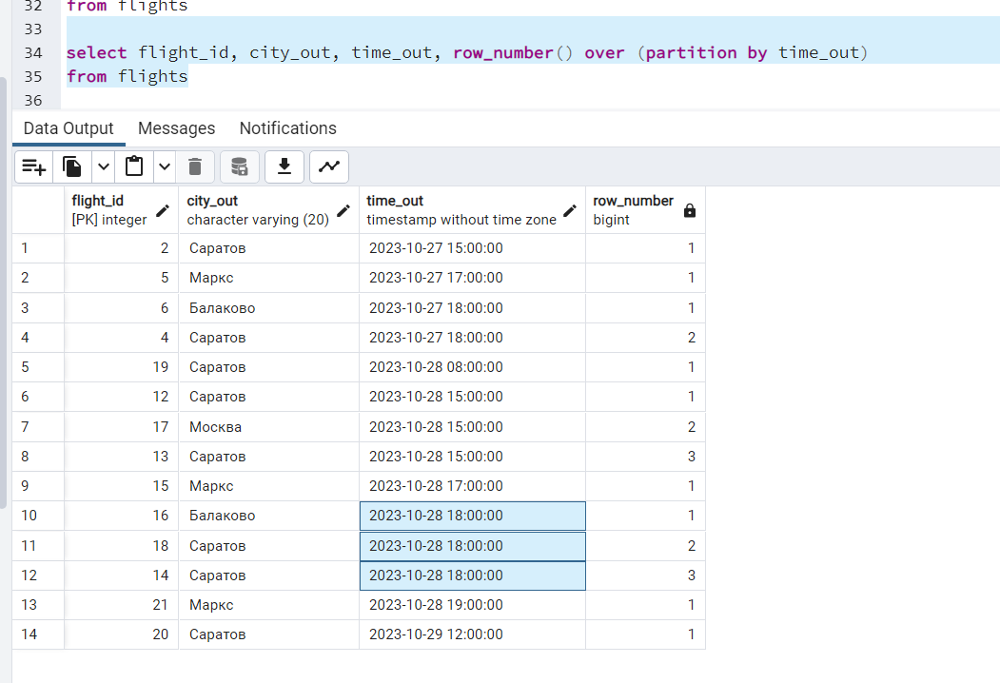 32 from flights
33
34 select flight_id, city_out, time_out, row_number() over (partition by time_out)
35 from flights
36
Data Output Messages Notifications
flight_id city_out time_out row_number
[PK] integer character varying (20) timestamp without time zone bigint
1 2 Саратов 2023-10-27 15:00:00 1
2 5 Маркс 2023-10-27 17:00:00 1
3 6 Балаково 2023-10-27 18:00:00 1
4 4 Саратов 2023-10-27 18:00:00 2
5 19 Саратов 2023-10-28 08:00:00 1
6 12 Саратов 2023-10-28 15:00:00 1
7 17 Москва 2023-10-28 15:00:00 2
8 13 Саратов 2023-10-28 15:00:00 3
9 15 Маркс 2023-10-28 17:00:00 1
10 16 Балаково 2023-10-28 18:00:00 1
11 18 Саратов 2023-10-28 18:00:00 2
12 14 Саратов 2023-10-28 18:00:00 3
13 21 Маркс 2023-10-28 19:00:00 1
14 20 Саратов 2023-10-29 12:00:00 1